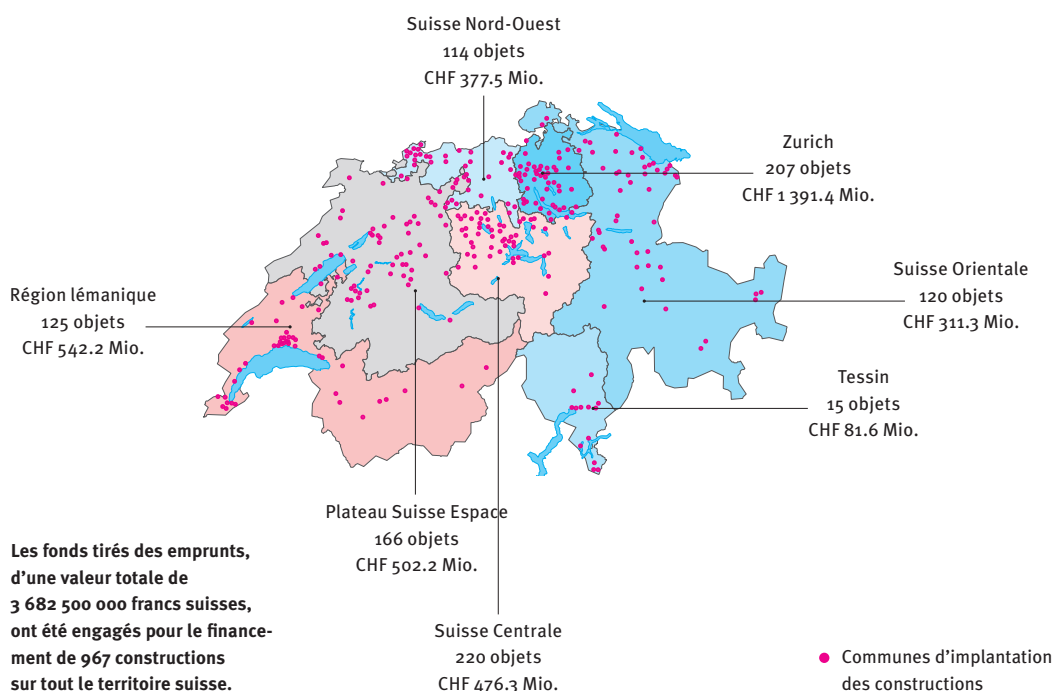 Suisse Nord-Ouest
114 objets
CHF 377.5 Mio.
Zurich
207 objets
CHF 1 391.4 Mio.
Suisse Orientale
120 objets
CHF 311.3 Mio.
Région lémanique
125 objets
CHF 542.2 Mio.
Tessin
15 objets
CHF 81.6 Mio.
Plateau Suisse Espace
166 objets
CHF 502.2 Mio.
Les fonds tirés des emprunts,
d'une valeur totale de
3 682 500 000 francs suisses,
ont été engagés pour le finance-
ment de 967 constructions
sur tout le territoire suisse.
Suisse Centrale
220 objets
CHF 476.3 Mio.
Communes d'implantation
des constructions